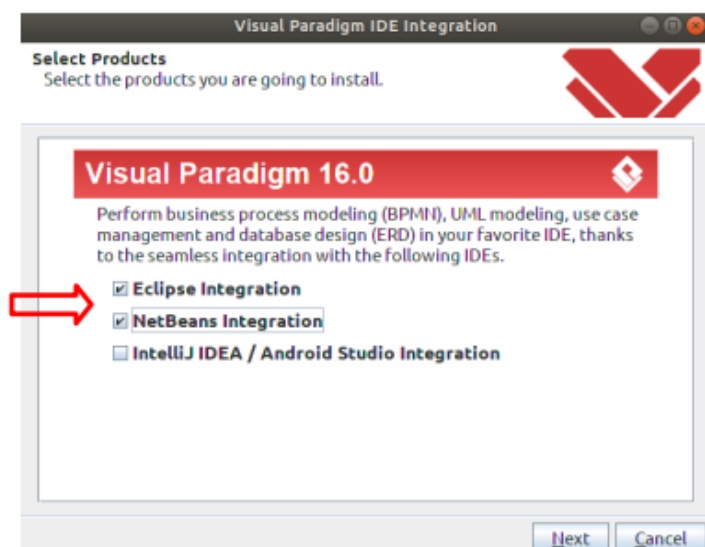 Visual Paradigm IDE Integration
Select Products
Select the products you are going to install.
Visual Paradigm 16.0
Perform business process modeling (BPMN), UML modeling, use case
management and database design (ERD) in your favorite IDE, thanks
to the seamless integration with the following IDEs.
Eclipse Integration
NetBeans Integration
IntelliJ IDEA / Android Studio Integration
Next Cancel